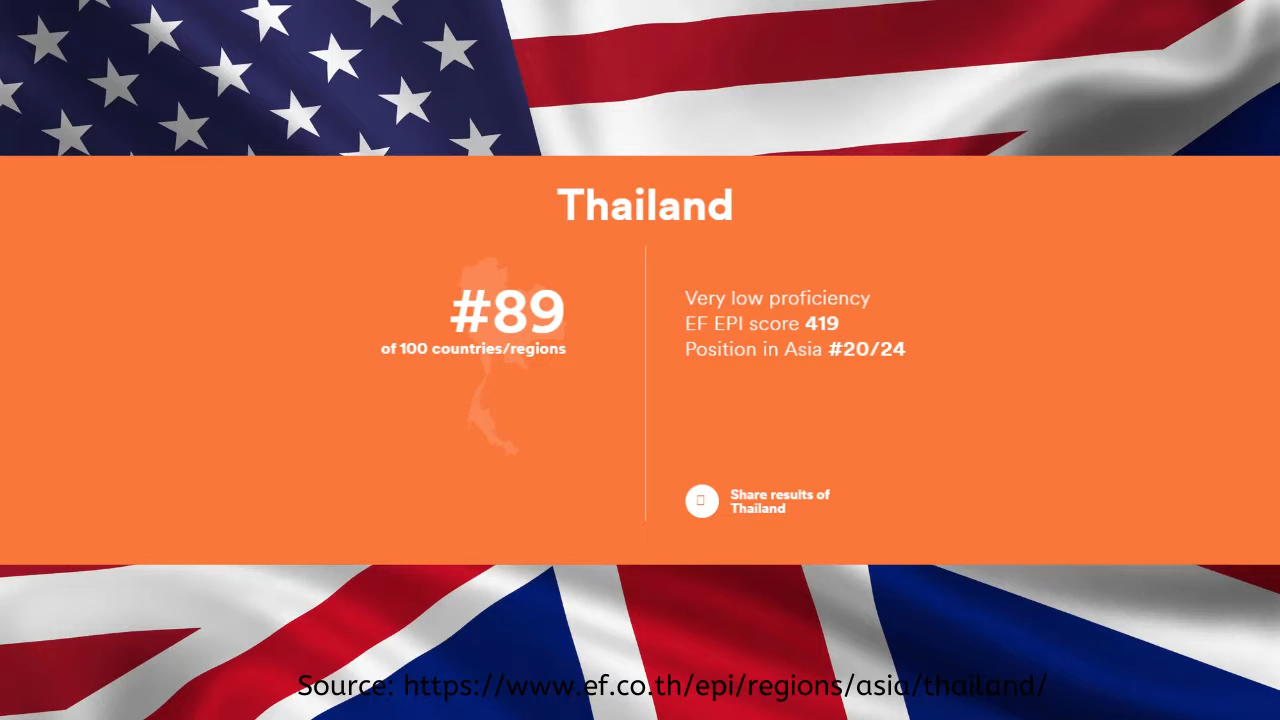 Thailand
#89
of 100 countries/regions
Very low proficiency
EF EPI score 419
Position in Asia #20/24
Share results of
Thailand
Source: https://www.ef.co.th/epi/regions/asia/thailand/